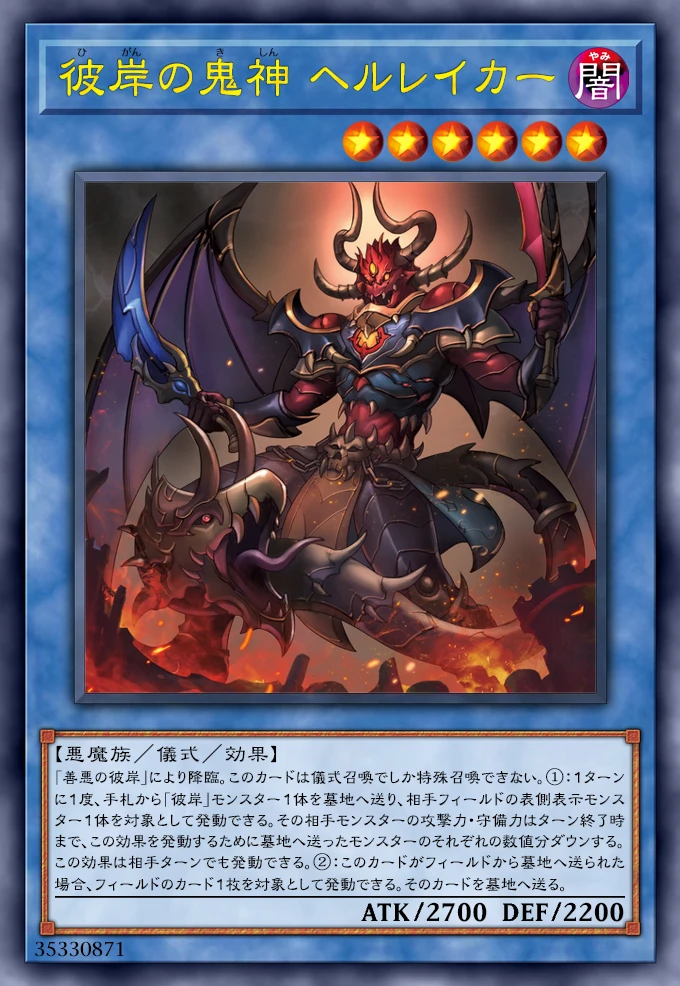 ひ がん き しん
彼岸の鬼神 ヘルレイカー
やみ
闇
【悪魔族／儀式／効果】
「善悪の彼岸」により降臨。このカードは儀式召喚でしか特殊召喚できない。①：1ターン
に1度、手札から「彼岸」モンスター1体を墓地へ送り、相手フィールドの表側表示モンス
ター1体を対象として発動できる。その相手モンスターの攻撃力・守備力はターン終了時
まで、この効果を発動するために墓地へ送ったモンスターのそれぞれの数値分ダウンする。
この効果は相手ターンでも発動できる。②：このカードがフィールドから墓地へ送られた
場合、フィールドのカード1枚を対象として発動できる。そのカードを墓地へ送る。
ATK/2700 DEF/2200
35330871